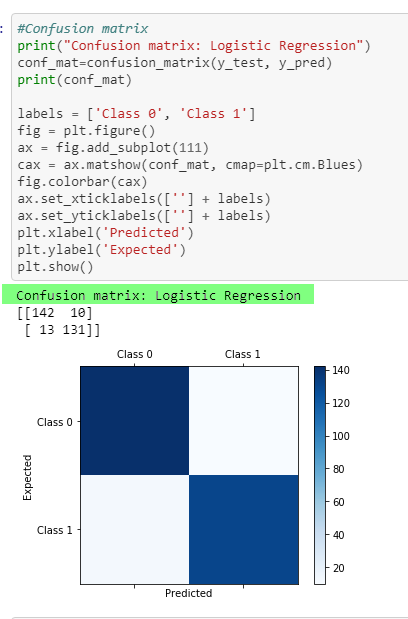 :
#Confusion matrix
print("Confusion matrix: Logistic Regression")
conf_mat=confusion_matrix(y_test, y_pred)
print(conf_mat)
labels = ['Class 0', 'Class 1']
fig = plt.figure()
ax = fig.add_subplot(111)
cax = ax.matshow(conf_mat, cmap=plt.cm.Blues)
fig.colorbar(cax)
ax.set_xticklabels([''] + labels)
ax.set_yticklabels([''] + labels)
plt.xlabel('Predicted')
plt.ylabel('Expected')
plt.show()
Confusion matrix: Logistic Regression
[[142  10]
 [ 13 131]]
Class 0 Class 1
140
120
100
80
60
40
20
Class 0
Expected
Class 1
Predicted